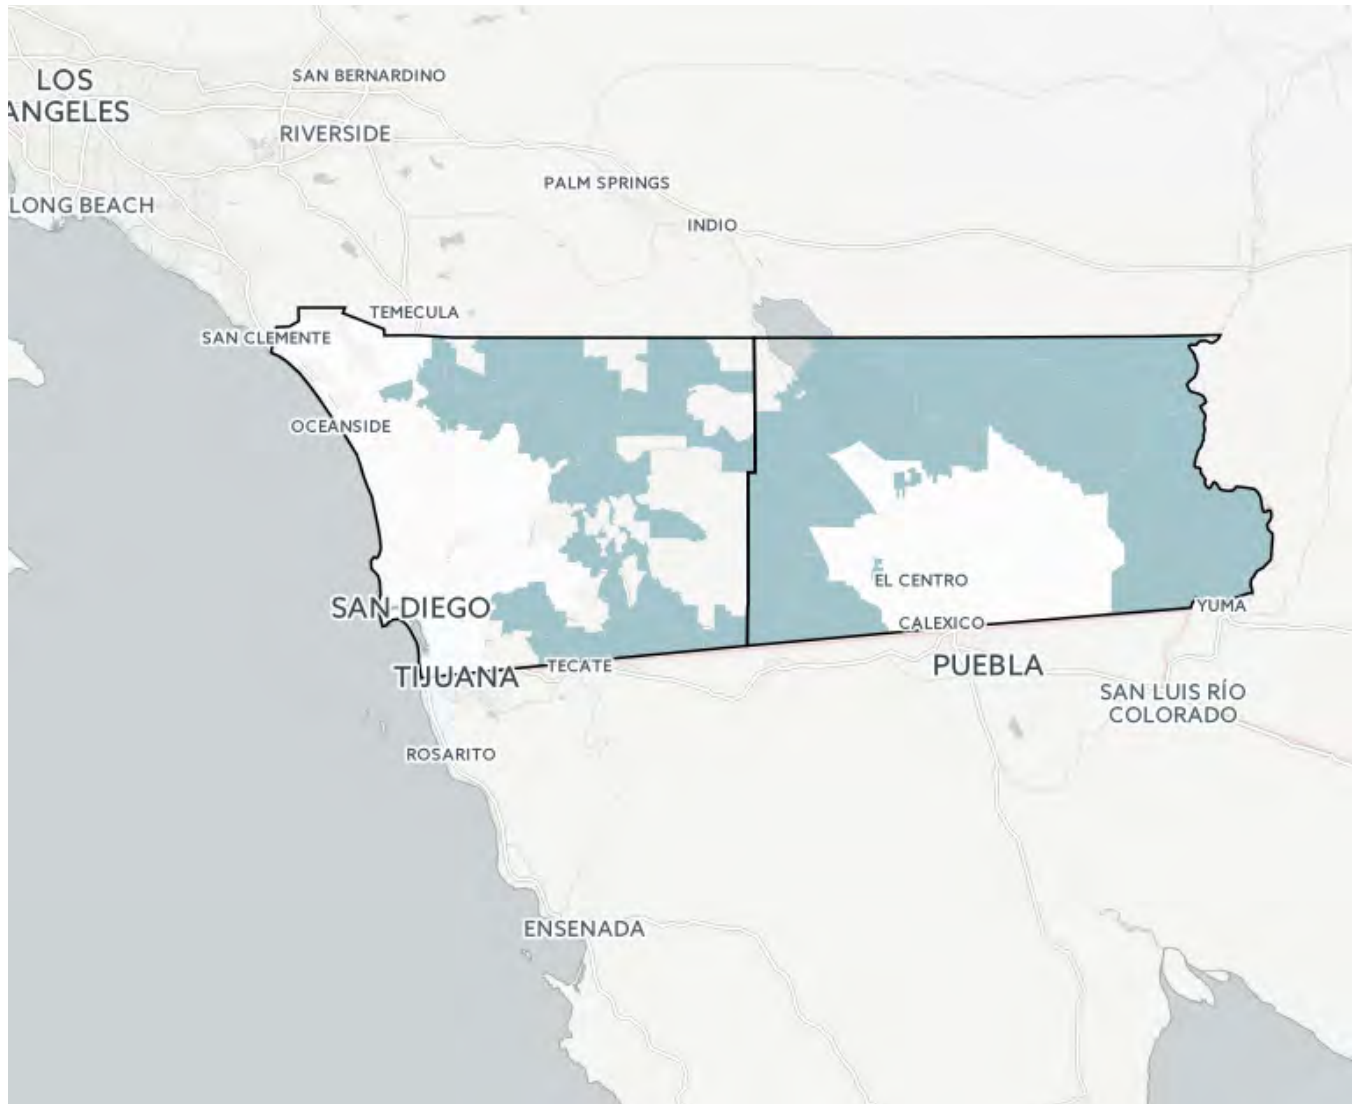 SAN BERNARDINO
LOS
ANGELES
RIVERSIDE
PALM SPRINGS
LONG BEACH
INDIO
TEMECULA
SAN CLEMENTE
OCEANSIDE
EL CENTRO
SAN DIEGO
YUMA
CALEXICO
TECATE
PUEBLA
TIJUANA
SAN LUIS RÍO
COLORADO
ROSARITO
ENSENADA